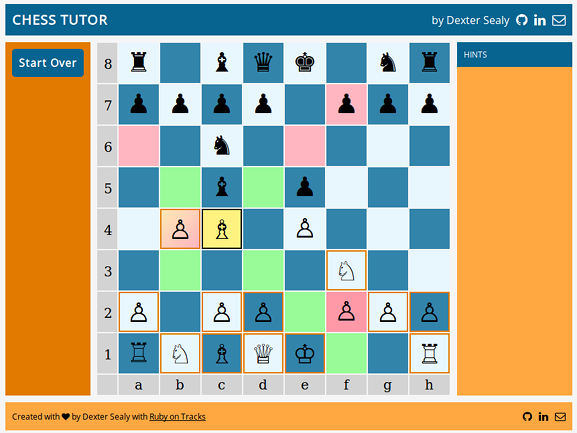 CHESS TUTOR
by Dexter Sealy
Start Over
HINTS
8
7
6
5
4
3
2
1
a b c d e f g h
Created with ♥ by Dexter Sealy with Ruby on Tracks